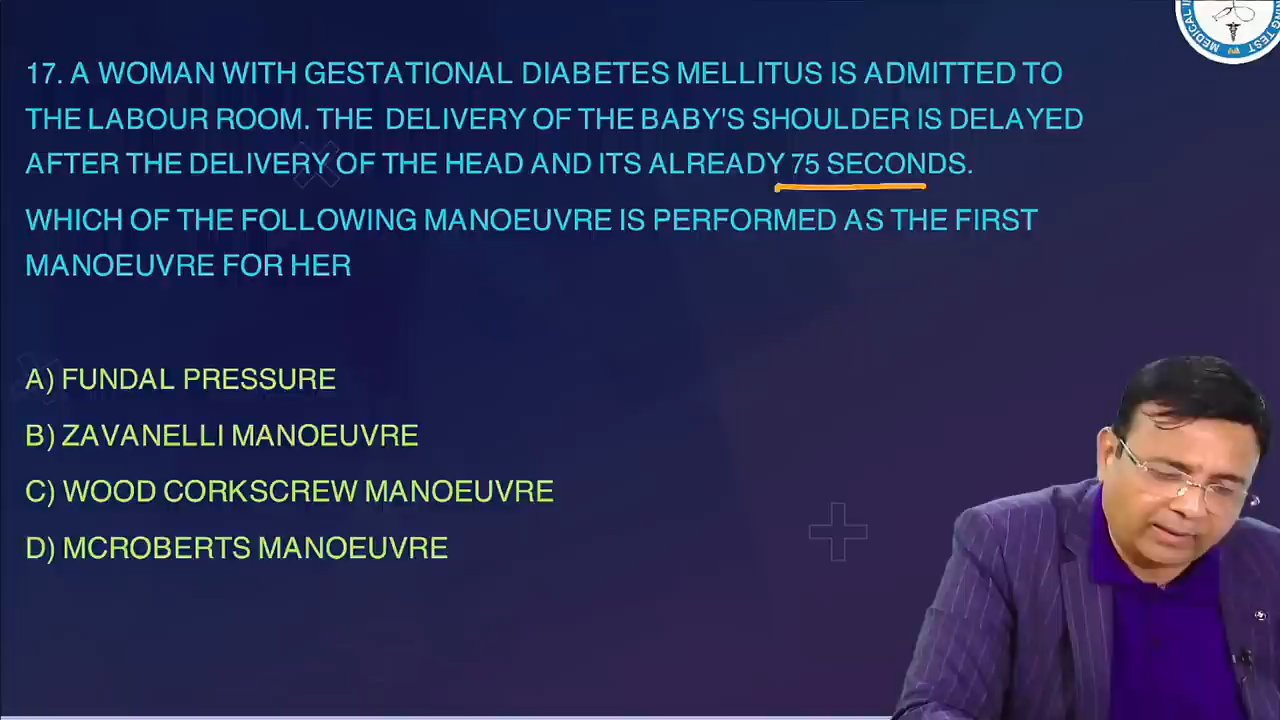 17. A WOMAN WITH GESTATIONAL DIABETES MELLITUS IS ADMITTED TO
THE LABOUR ROOM. THE DELIVERY OF THE BABY'S SHOULDER IS DELAYED
AFTER THE DELIVERY OF THE HEAD AND ITS ALREADY 75 SECONDS.
WHICH OF THE FOLLOWING MANOEUVRE IS PERFORMED AS THE FIRST
MANOEUVRE FOR HER
A) FUNDAL PRESSURE
B) ZAVANELLI MANOEUVRE
C) WOOD CORKSCREW MANOEUVRE
D) MCROBERTS MANOEUVRE
MEDICAL
TEST